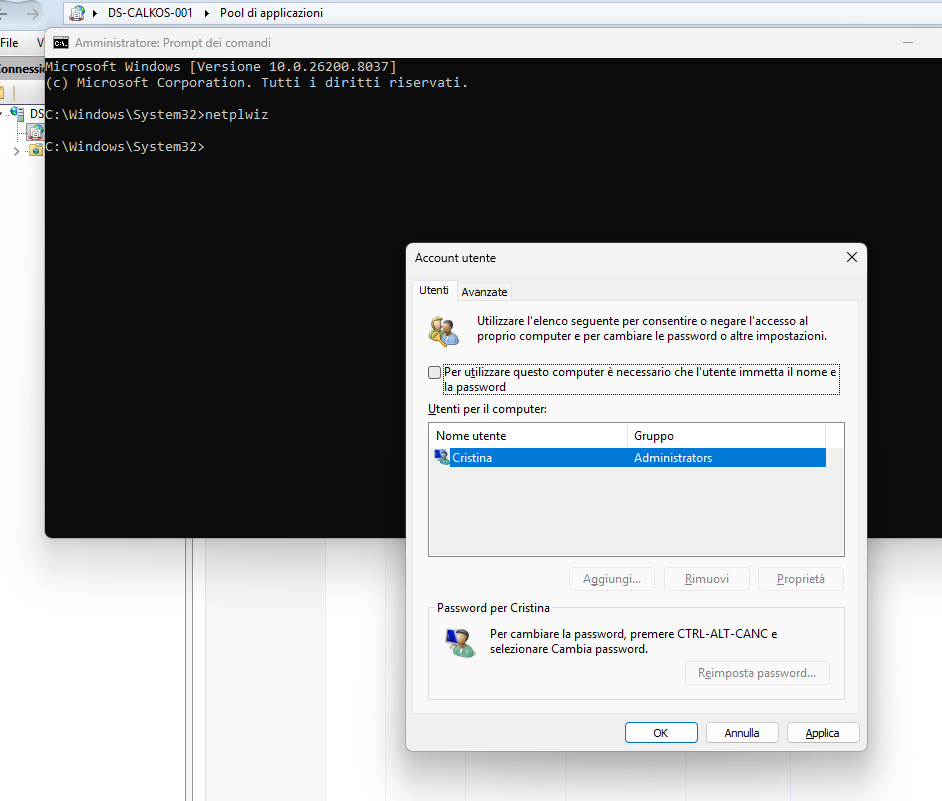 DS-CALKOS-001
Pool di applicazioni
File
V
Amministratore: Prompt dei comandi
Connessi
DS
Microsoft Windows [Versione 10.0.26200.8037]
(c) Microsoft Corporation. Tutti i diritti riservati.
C:\Windows\System32>netplwiz
C:\Windows\System32>
Account utente
Utenti
Avanzate
Utilizzare l'elenco seguente per consentire o negare l'accesso al
proprio computer e per cambiare le password o altre impostazioni.
Per utilizzare questo computer è necessario che l'utente immetta il nome e
la password
Utenti per il computer:
Nome utente
Gruppo
Cristina
Administrators
Aggiungi...
Rimuovi
Proprietà
Password per Cristina
Per cambiare la password, premere CTRL-ALT-CANC e
selezionare Cambia password.
Reimposta password...
OK
Annulla
Applica